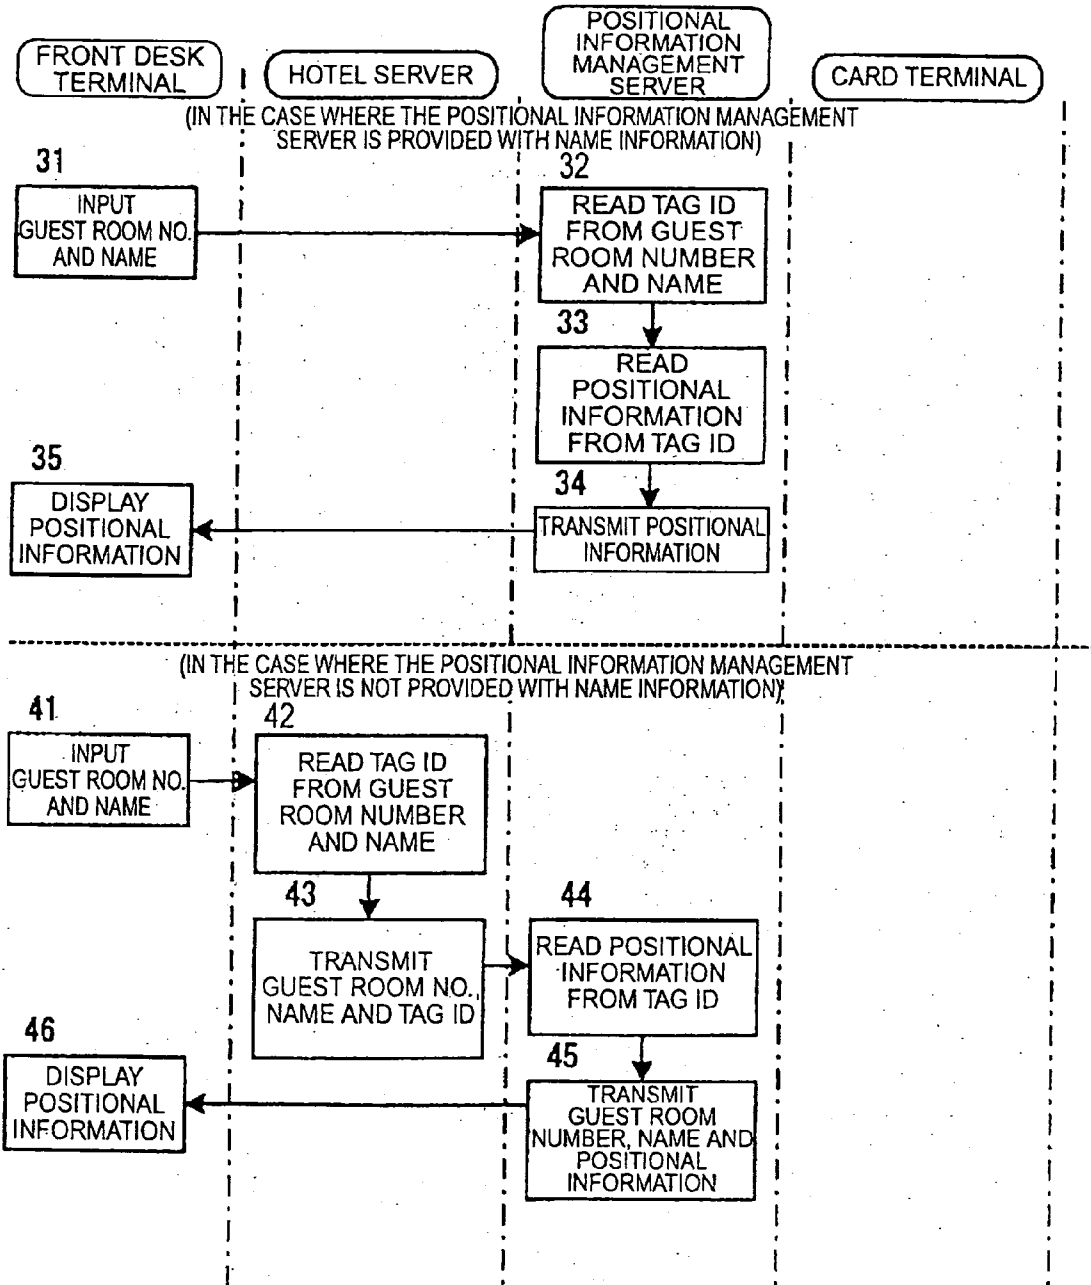 FRONT DESK
TERMINAL
HOTEL SERVER
POSITIONAL
INFORMATION
MANAGEMENT
SERVER
CARD TERMINAL
(IN THE CASE WHERE THE POSITIONAL INFORMATION MANAGEMENT
SERVER IS PROVIDED WITH NAME INFORMATION)
31
INPUT
GUEST ROOM NO.
AND NAME
32
READ TAG ID
FROM GUEST
ROOM NUMBER
AND NAME
33
READ
POSITIONAL
INFORMATION
FROM TAG ID
34
TRANSMIT POSITIONAL
INFORMATION
35
DISPLAY
POSITIONAL
INFORMATION
(IN THE CASE WHERE THE POSITIONAL INFORMATION MANAGEMENT
SERVER IS NOT PROVIDED WITH NAME INFORMATION)
41
INPUT
GUEST ROOM NO.
AND NAME
42
READ TAG ID
FROM GUEST
ROOM NUMBER
AND NAME
43
TRANSMIT
GUEST ROOM NO.,
NAME AND TAG ID
44
READ POSITIONAL
INFORMATION
FROM TAG ID
45
TRANSMIT
GUEST ROOM
NUMBER, NAME AND
POSITIONAL
INFORMATION
46
DISPLAY
POSITIONAL
INFORMATION